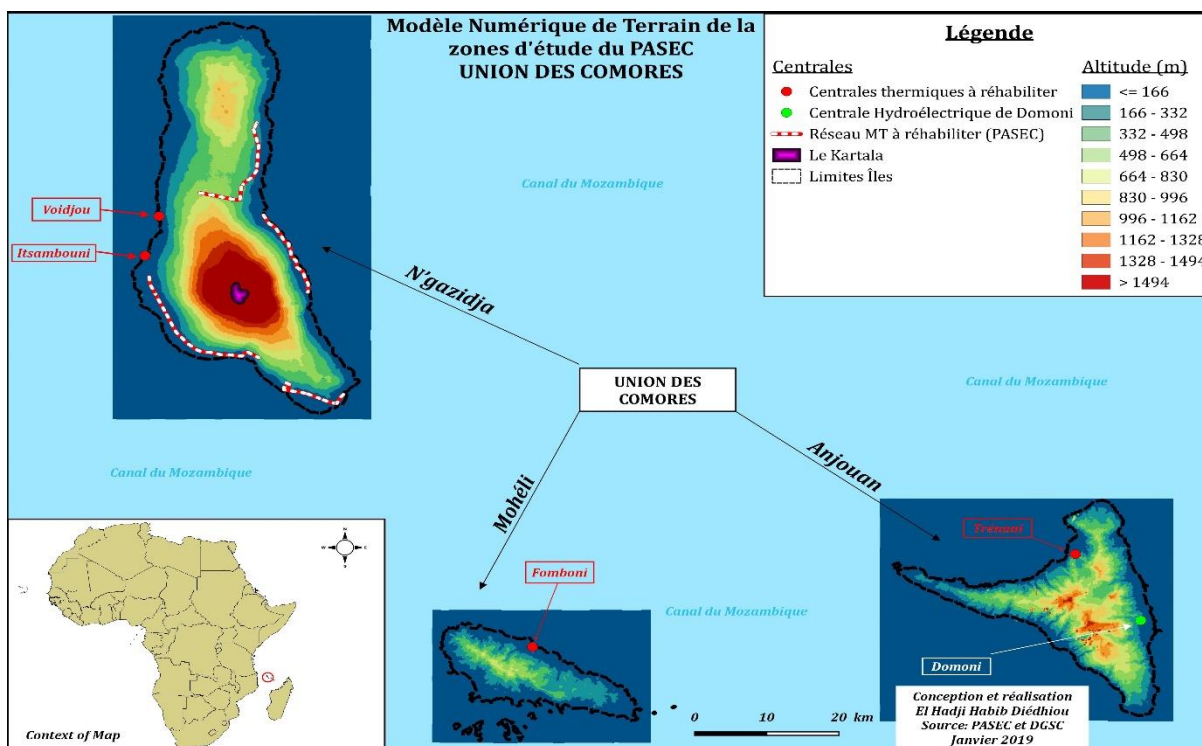 Modèle Numérique de Terrain de la
zones d'étude du PASEC
UNION DES COMORES
Légende
Centrales
Centrales thermiques à réhabiliter
Centrale Hydroélectrique de Domoni
Réseau MT à réhabiliter (PASEC)
Le Kartala
Limites Îles
Altitude (m)
<= 166
166 - 332
332 - 498
498 - 664
664 - 830
830 - 996
996 - 1162
1162 - 1328
1328 - 1494
> 1494
Canal du Mozambique
Voidjou
Itsambouni
N'gazidja
UNION DES
COMORES
Canal du Mozambique
Canal du Mozambique
Mohéli
Anjouan
Trénani
Fomboni
Canal du Mozambique
Domoni
N
W
E
S
Context of Map
0 10 20 km
Conception et réalisation
El Hadji Habib Diédhiou
Source: PASEC et DGSC
Janvier 2019